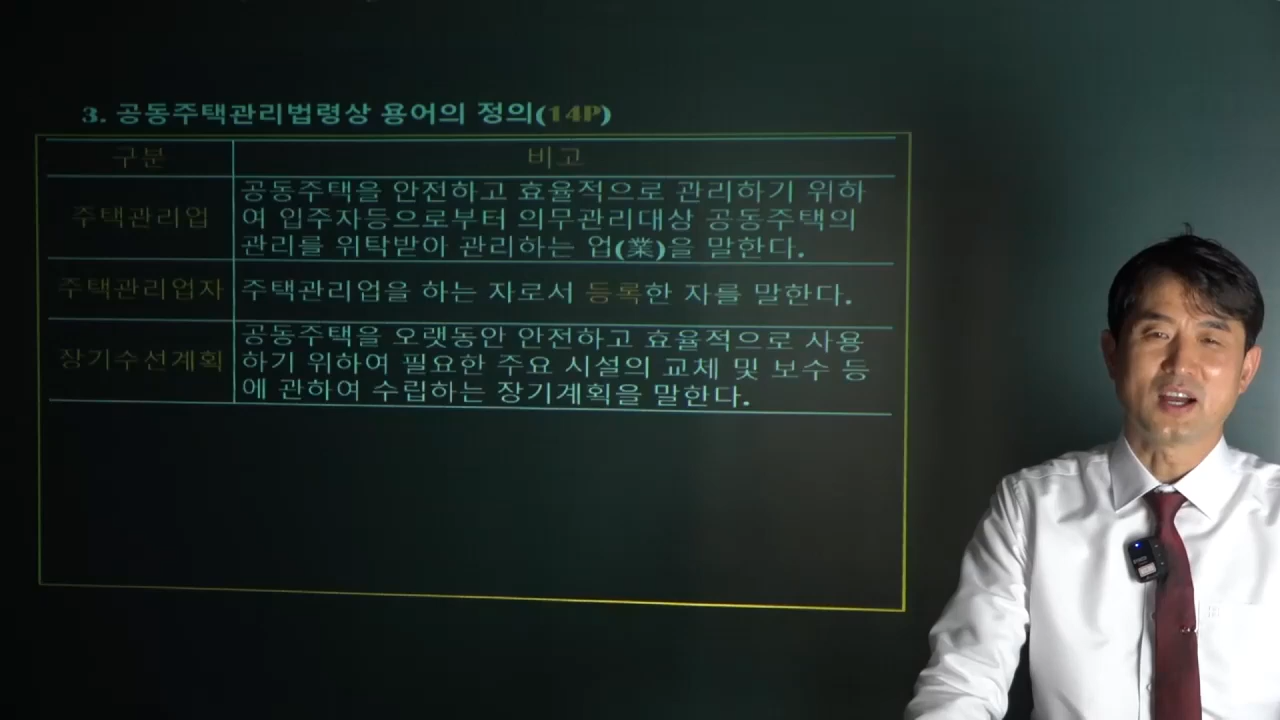 3. 공동주택관리법령상 용어의 정의(14P)
구분
비고
주택관리업
공동주택을 안전하고 효율적으로 관리하기 위하
여 입주자등으로부터 의무관리대상 공동주택의
관리를 위탁받아 관리하는 업(業)을 말한다.
주택관리업자
주택관리업을 하는 자로서 등록한 자를 말한다.
장기수선계획
공동주택을 오랫동안 안전하고 효율적으로 사용
하기 위하여 필요한 주요 시설의 교체 및 보수 등
에 관하여 수립하는 장기계획을 말한다.